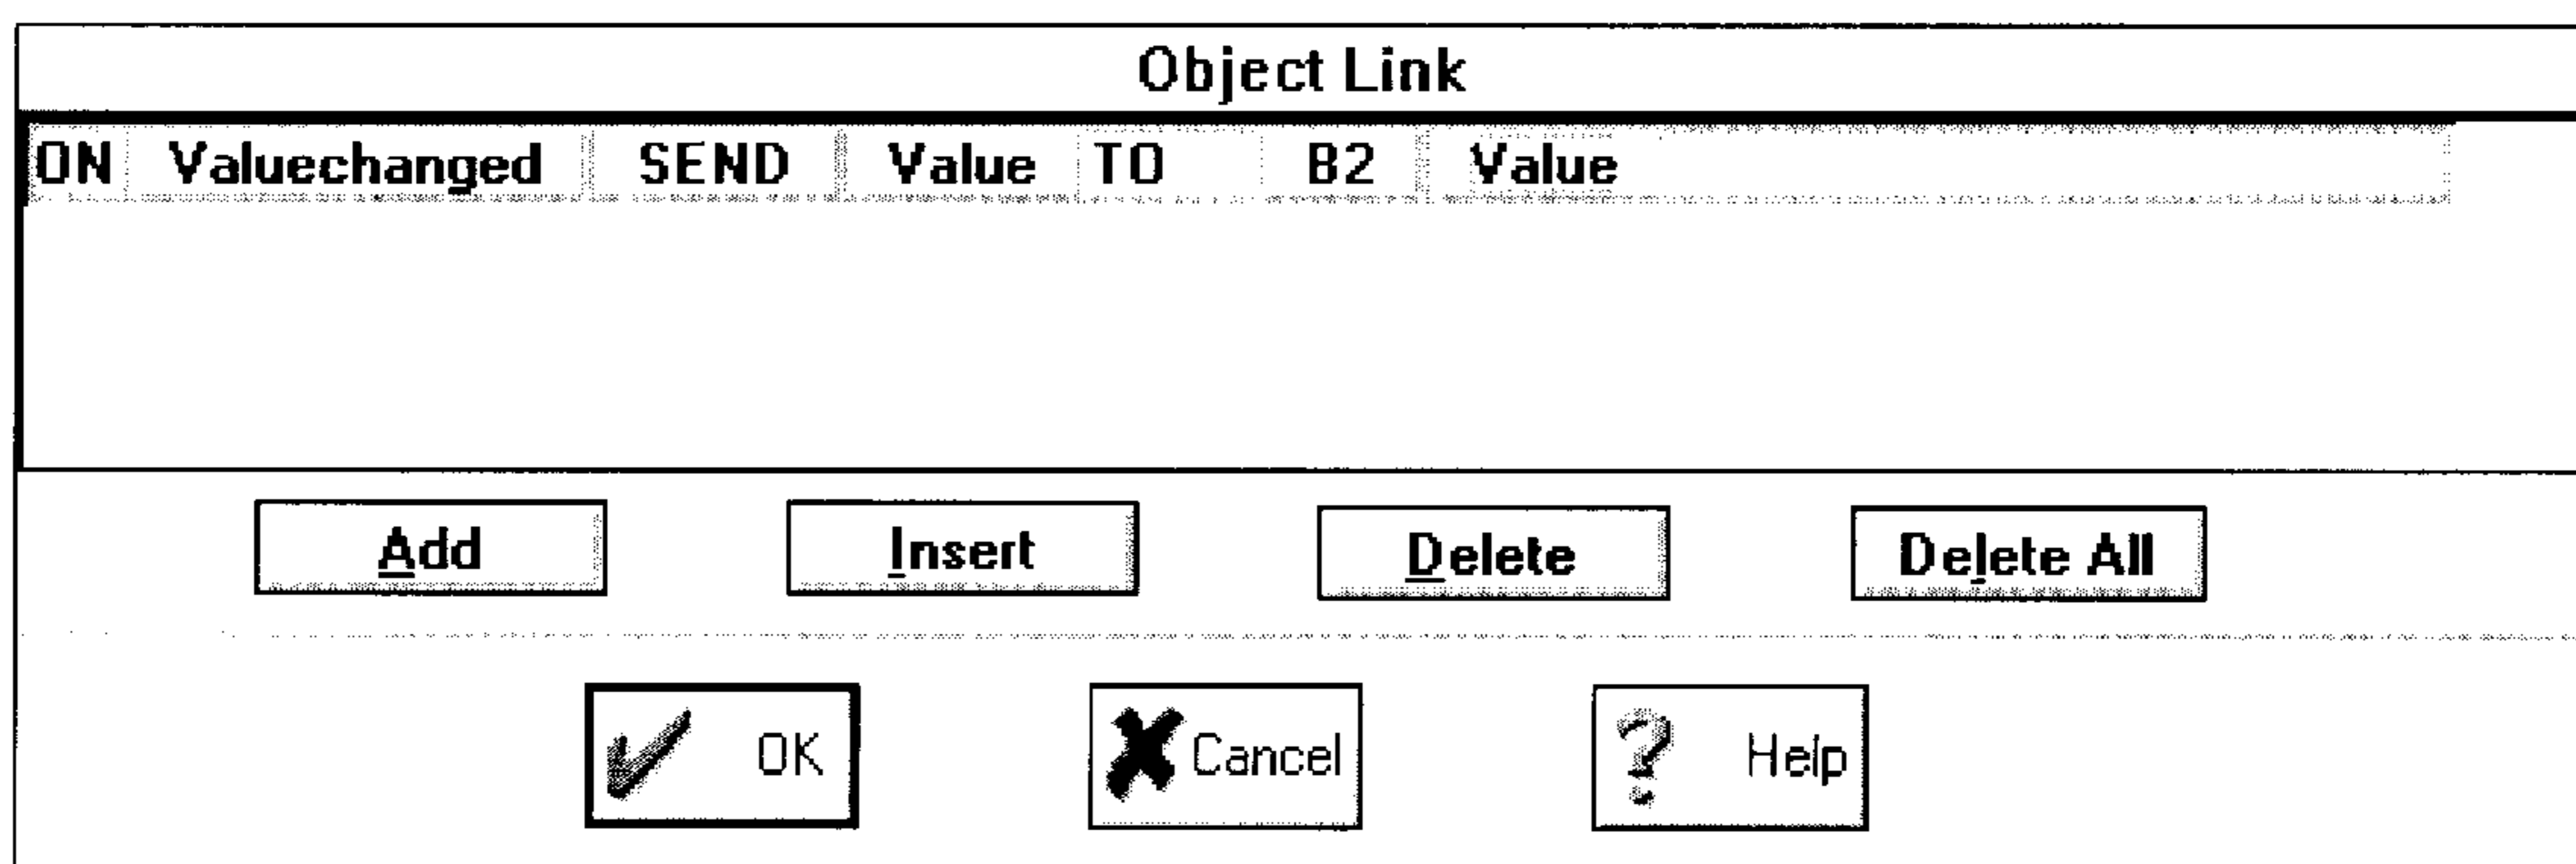 Object Link
ON Valuechanged SEND Value TO B2 Value
Add Insert Delete Delete All
OK Cancel Help